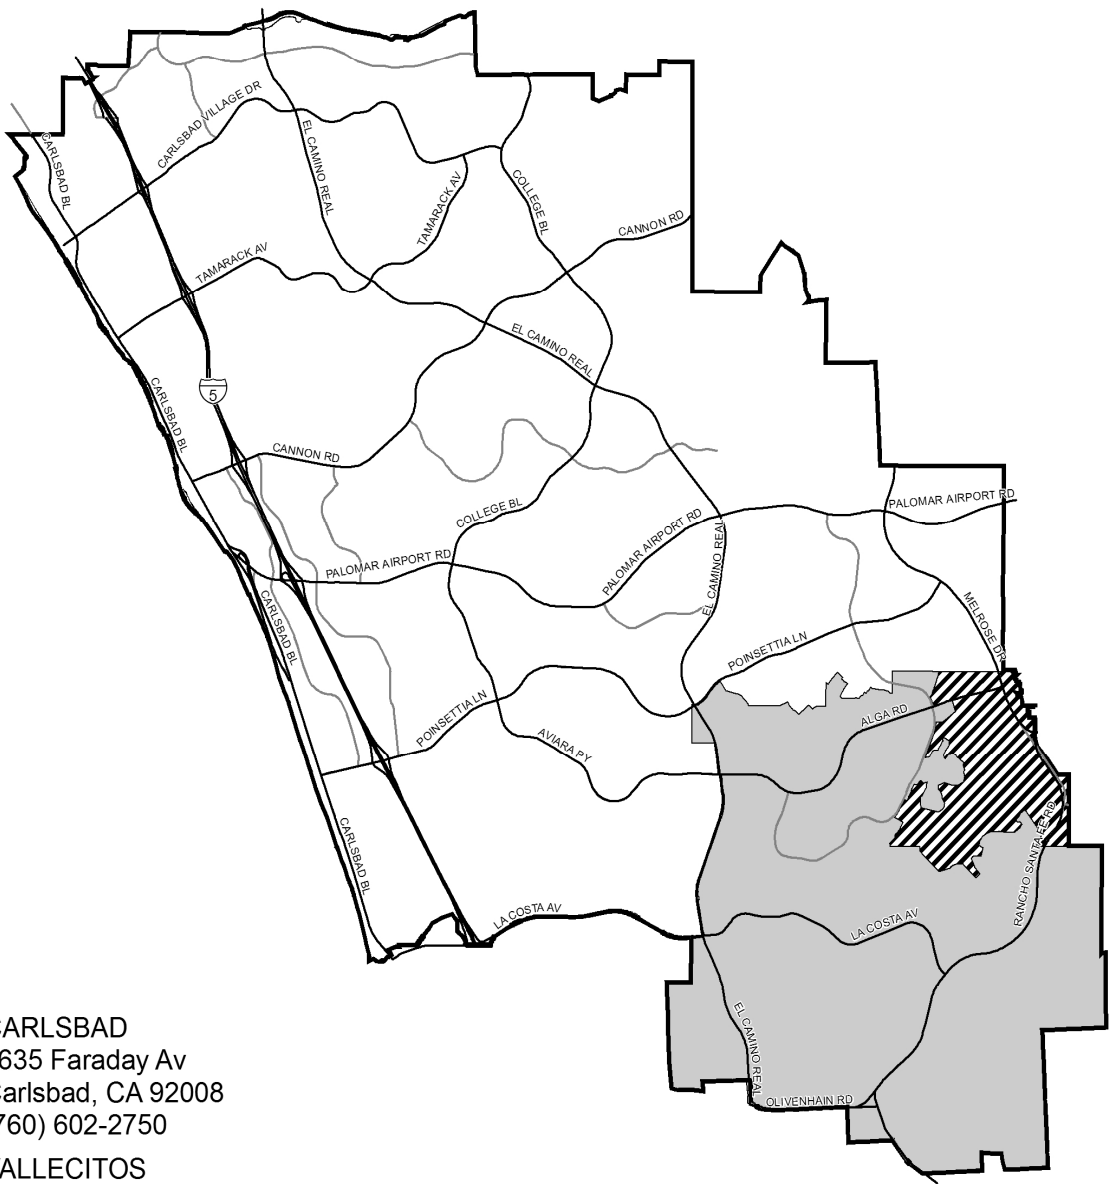 CARLSBAD VILLAGE DR
CARLSBAD BL
EL CAMINO REAL
TAMARACK AV
COLLEGE BL
CANNON RD
TAMARACK AV
EL CAMINO REAL
5
CARLSBAD BL
CANNON RD
COLLEGE BL
PALOMAR AIRPORT RD
PALOMAR AIRPORT RD
EL CAMINO REAL
PALOMAR AIRPORT RD
CARLSBAD BL
MELROSE DR
POINSETTIA LN
POINSETTIA LN
ALGA RD
AVIARA PY
CARLSBAD BL
RANCHO SANTA FE RD
LA COSTA AV
LA COSTA AV
EL CAMINO REAL
OLIVENHAIN RD
ARLSBAD
635 Faraday Av
arlsbad, CA 92008
760) 602-2750
ALLECITOS